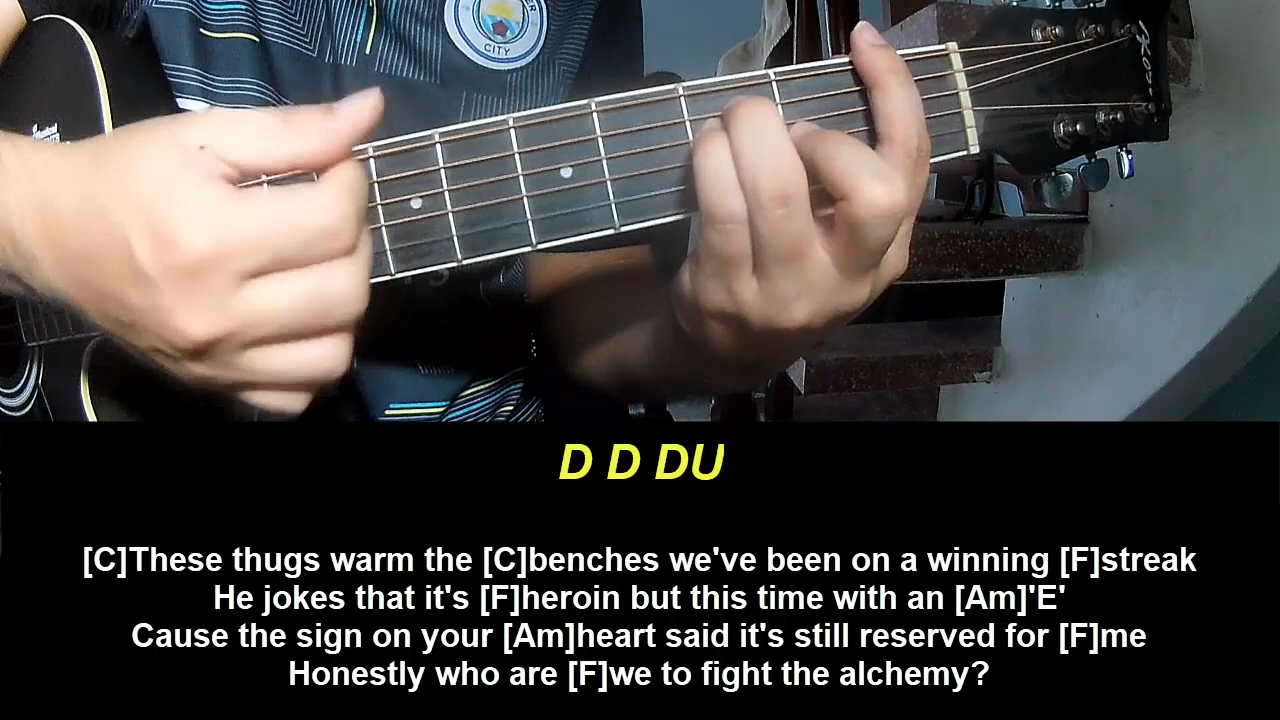 CITY
D D DU
[C]These thugs warm the [C]benches we've been on a winning [F]streak
He jokes that it's [F]heroin but this time with an [Am]'E'
Cause the sign on your [Am]heart said it's still reserved for [F]me
Honestly who are [F]we to fight the alchemy?